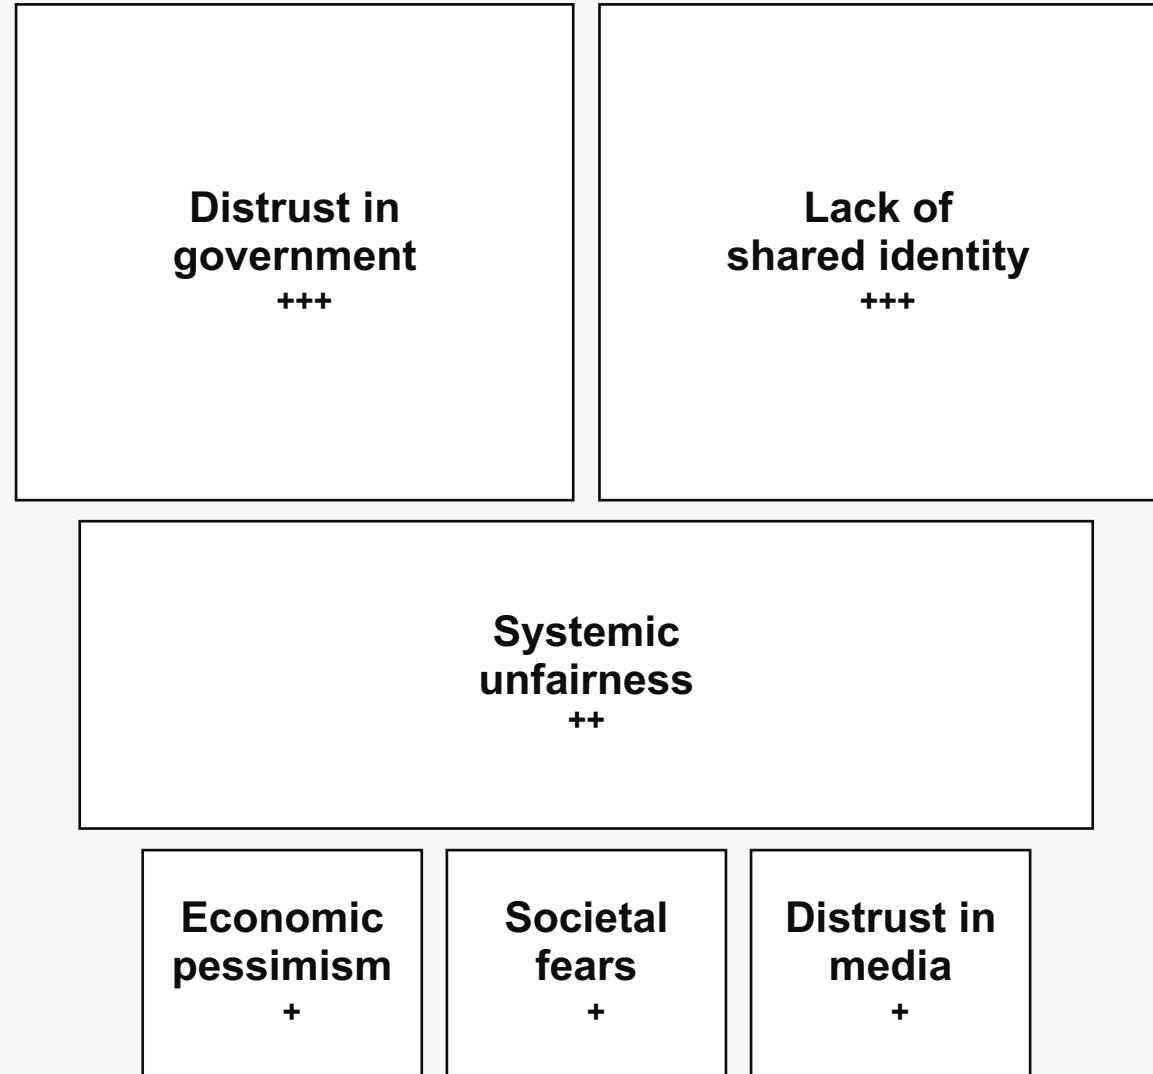 Distrust in
government
+++
Lack of
shared identity
+++
Systemic
unfairness
++
Economic
pessimism
+
Societal
fears
+
Distrust in
media
+